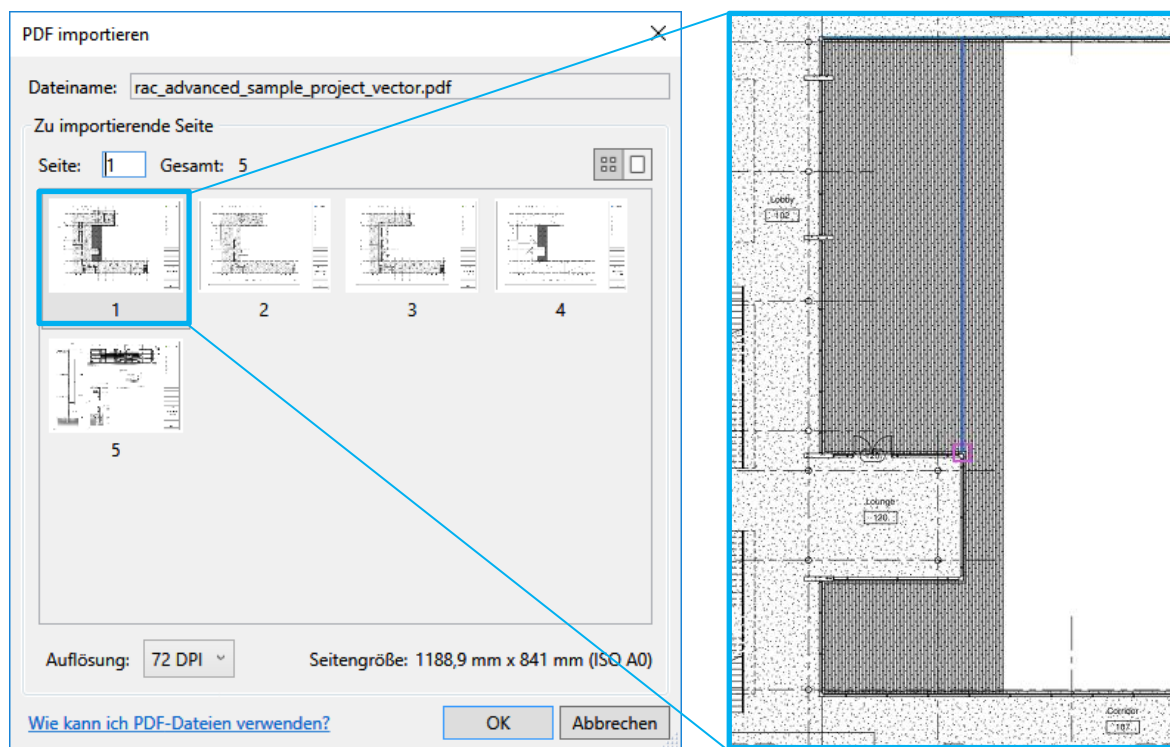 PDF importieren
Dateiname: rac_advanced_sample_project_vector.pdf
Zu importierende Seite
Seite: 1 Gesamt: 5
1
2
3
4
5
Auflösung: 72 DPI
Seitengröße: 1188,9 mm x 841 mm (ISO A0)
Wie kann ich PDF-Dateien verwenden?
OK
Abbrechen
Lobby
102
Lounge
120
Corridor
107